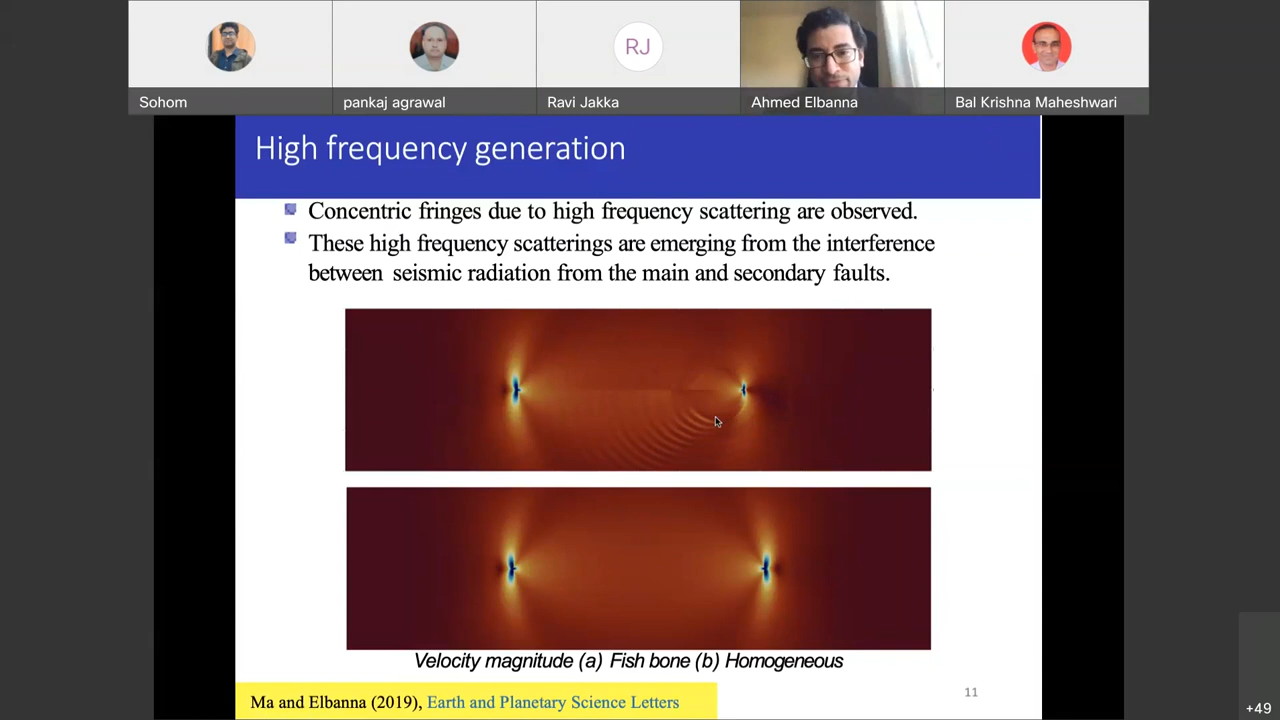 Sohom
pankaj agrawal
RJ
Ravi Jakka
Ahmed Elbanna
Bal Krishna Maheshwari
High frequency generation
Concentric fringes due to high frequency scattering are observed.
These high frequency scatterings are emerging from the interference
between seismic radiation from the main and secondary faults.
Velocity magnitude (a) Fish bone (b) Homogeneous
Ma and Elbanna (2019), Earth and Planetary Science Letters
11
+49